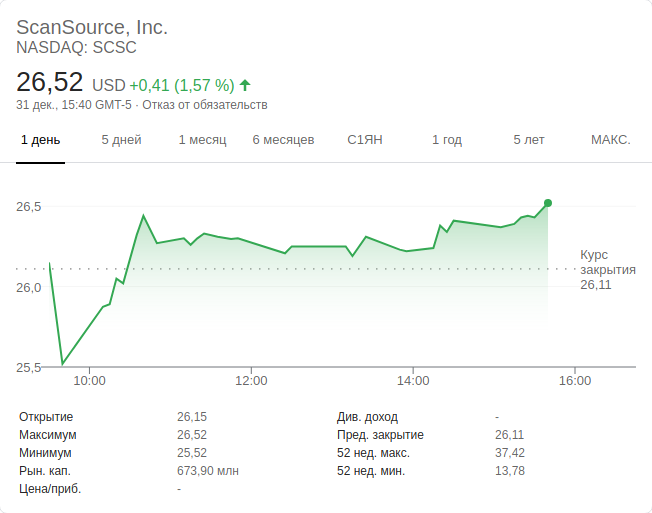 ScanSource, Inc.
NASDAQ: SCSC
26,52 USD +0,41 (1,57 %)
31 дек., 15:40 GMT-5 · Отказ от обязательств
1 день 5 дней 1 месяц 6 месяцев С1ЯН 1 год 5 лет МАКС.
26,5
Курс
закрытия
26,11
26,0
25,5
10:00 12:00 14:00 16:00
Открытие 26,15 Див. доход -
Максимум 26,52 Пред. закрытие 26,11
Минимум 25,52 52 нед. макс. 37,42
Рын. кап. 673,90 млн 52 нед. мин. 13,78
Цена/приб. -